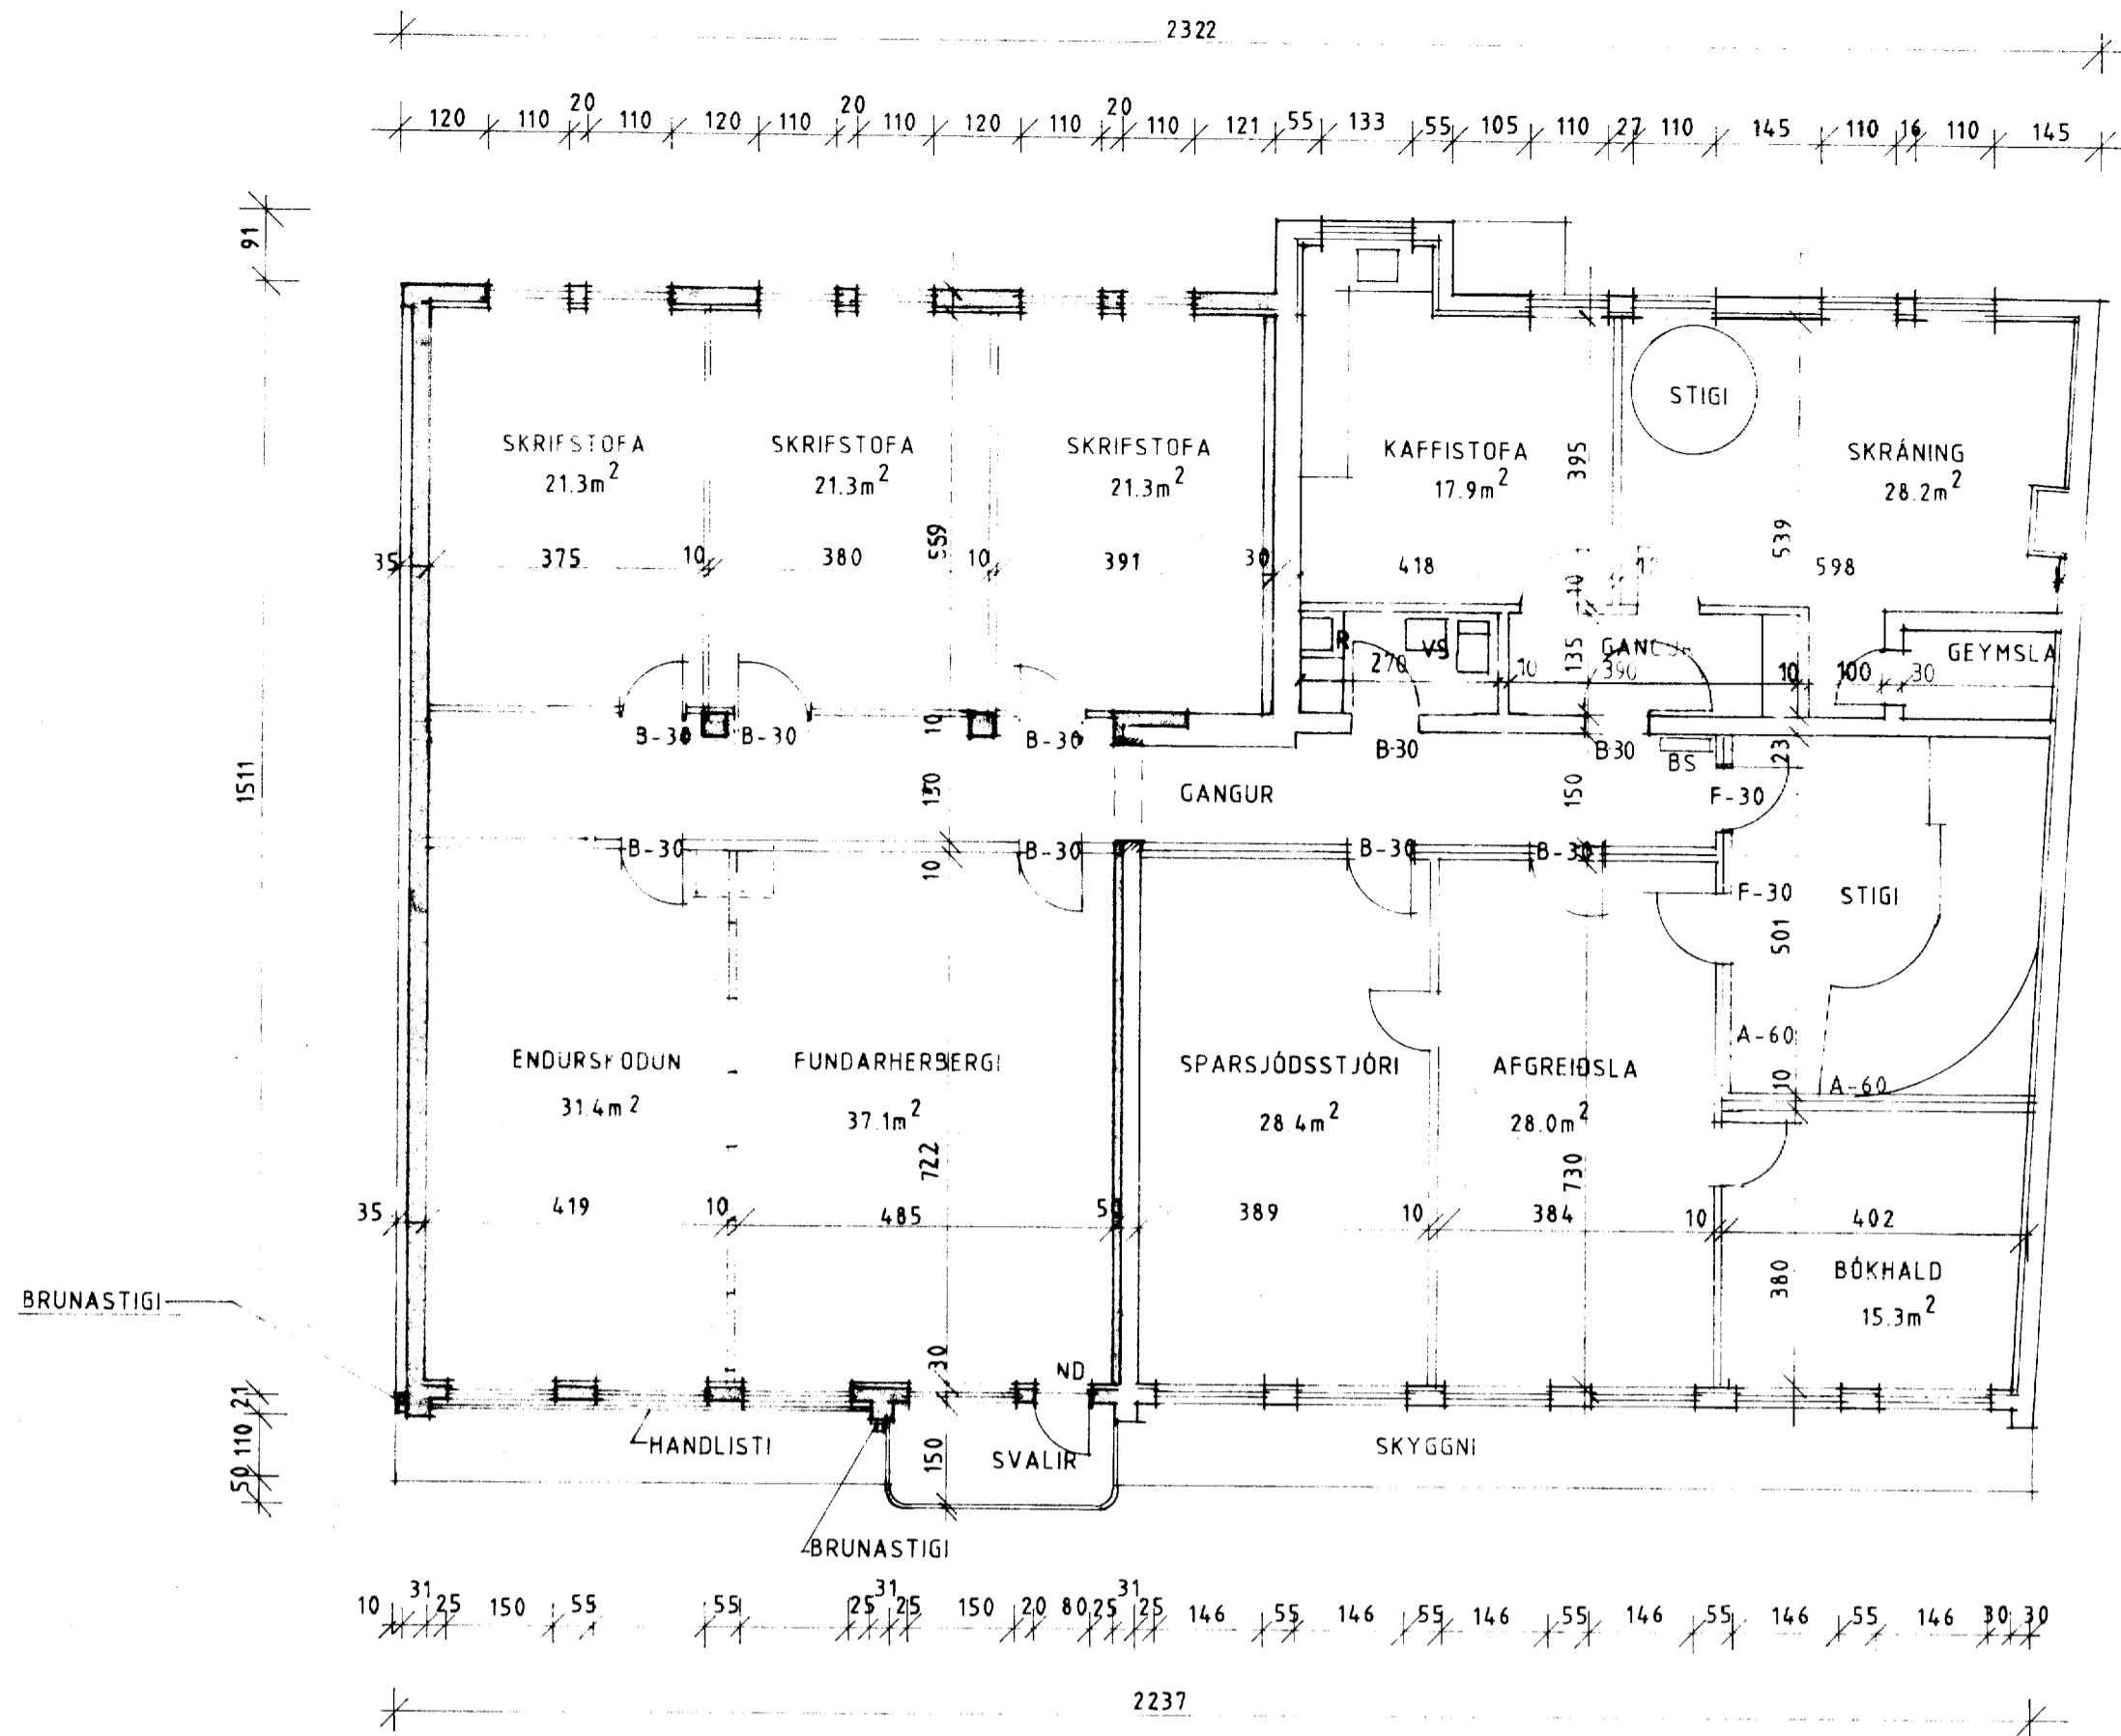 2322
120 110 20 110 120 110 20 110 120 110 20 110 121 55 133 55 105 110 27 110 145 110 16 110 145
91
STIGI
SKRIFSTOFA SKRIFSTOFA SKRIFSTOFA KAFFISTOFA SKRÁNING
21.3m² 21.3m² 21.3m² 17.9m² 28.2m²
395
559
539
35 375 10 380 10 391 30 418 598
10
R VS GANGUR GEYMSLA
135
270 10 390 10 100 30
B-30 B-30 10 B-30 B-30 B-30 BS 23
1511
GANGUR
150
F-30
B-30 B-30 B-30 B-30
10
F-30 STIGI
501
A-60
ENDURSKOÐUN FUNDARHERBERGI SPARSJÓÐSSTJÓRI AFGREIÐSLA
10 A-60
31.4m² 37.1m² 28.4m² 28.0m²
722
730
35 419 10 485 50 389 10 384 10 402
BÓKHALD
15.3m²
380
BRUNASTIGI
30
ND
21
110
50
HANDLISTI
150
SVALIR
SKYGGNI
BRUNASTIGI
10 31 25 150 55 55 25 31 25 150 20 80 25 31 25 146 55 146 55 146 55 146 55 146 55 146 30 30
2237